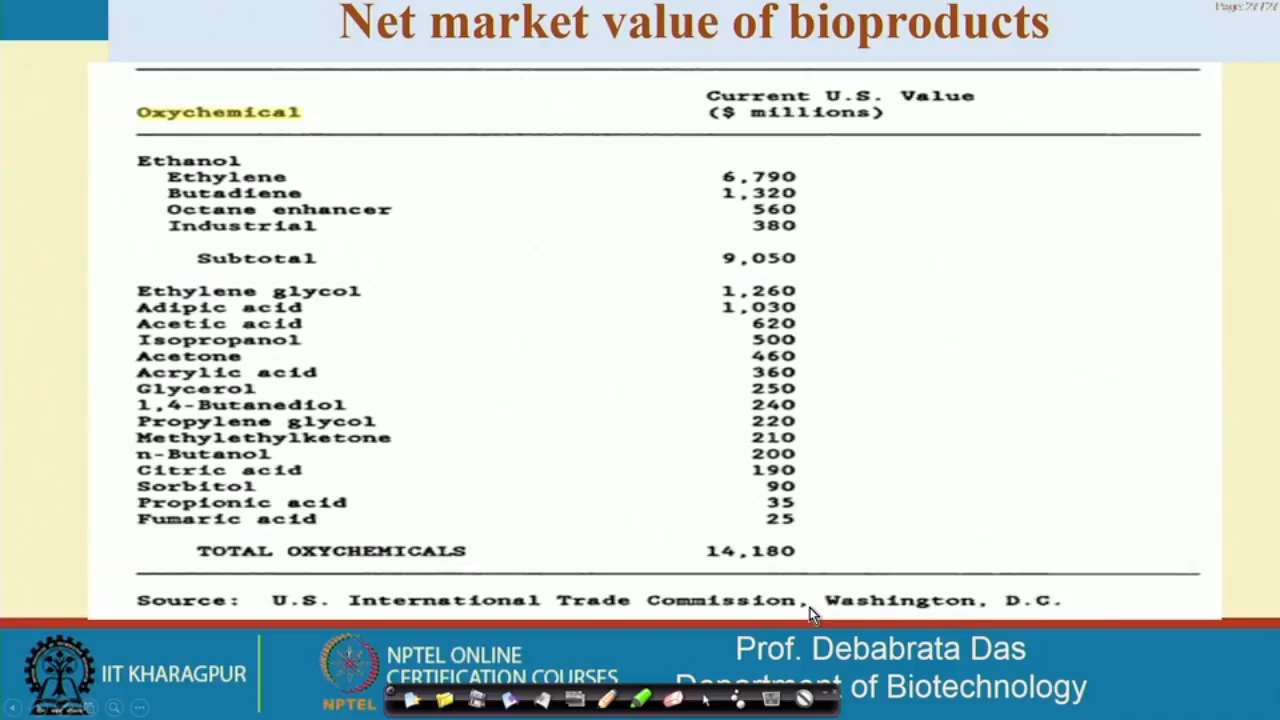 Page: 27/27
Net market value of bioproducts
Current U.S. Value
Oxychemical ($ millions)
Ethanol
Ethylene 6,790
Butadiene 1,320
Octane enhancer 560
Industrial 380
Subtotal 9,050
Ethylene glycol 1,260
Adipic acid 1,030
Acetic acid 620
Isopropanol 500
Acetone 460
Acrylic acid 360
Glycerol 250
1,4-Butanediol 240
Propylene glycol 220
Methylethylketone 210
n-Butanol 200
Citric acid 190
Sorbitol 90
Propionic acid 35
Fumaric acid 25
TOTAL OXYCHEMICALS 14,180
Source: U.S. International Trade Commission, Washington, D.C.
IIT KHARAGPUR
NPTEL
NPTEL ONLINE
CERTIFICATION COURSES
Prof. Debabrata Das
Department of Biotechnology